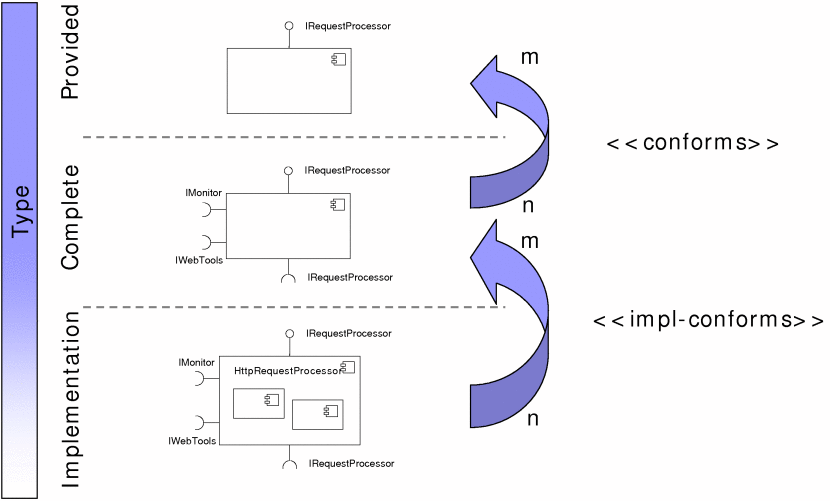 Type
Provided
IRequestProcessor
m
<<conforms>>
n
Complete
IRequestProcessor
IMonitor
IWebTools
IRequestProcessor
m
<<impl-conforms>>
n
Implementation
IRequestProcessor
IMonitor
HttpRequestProcessor
IWebTools
IRequestProcessor